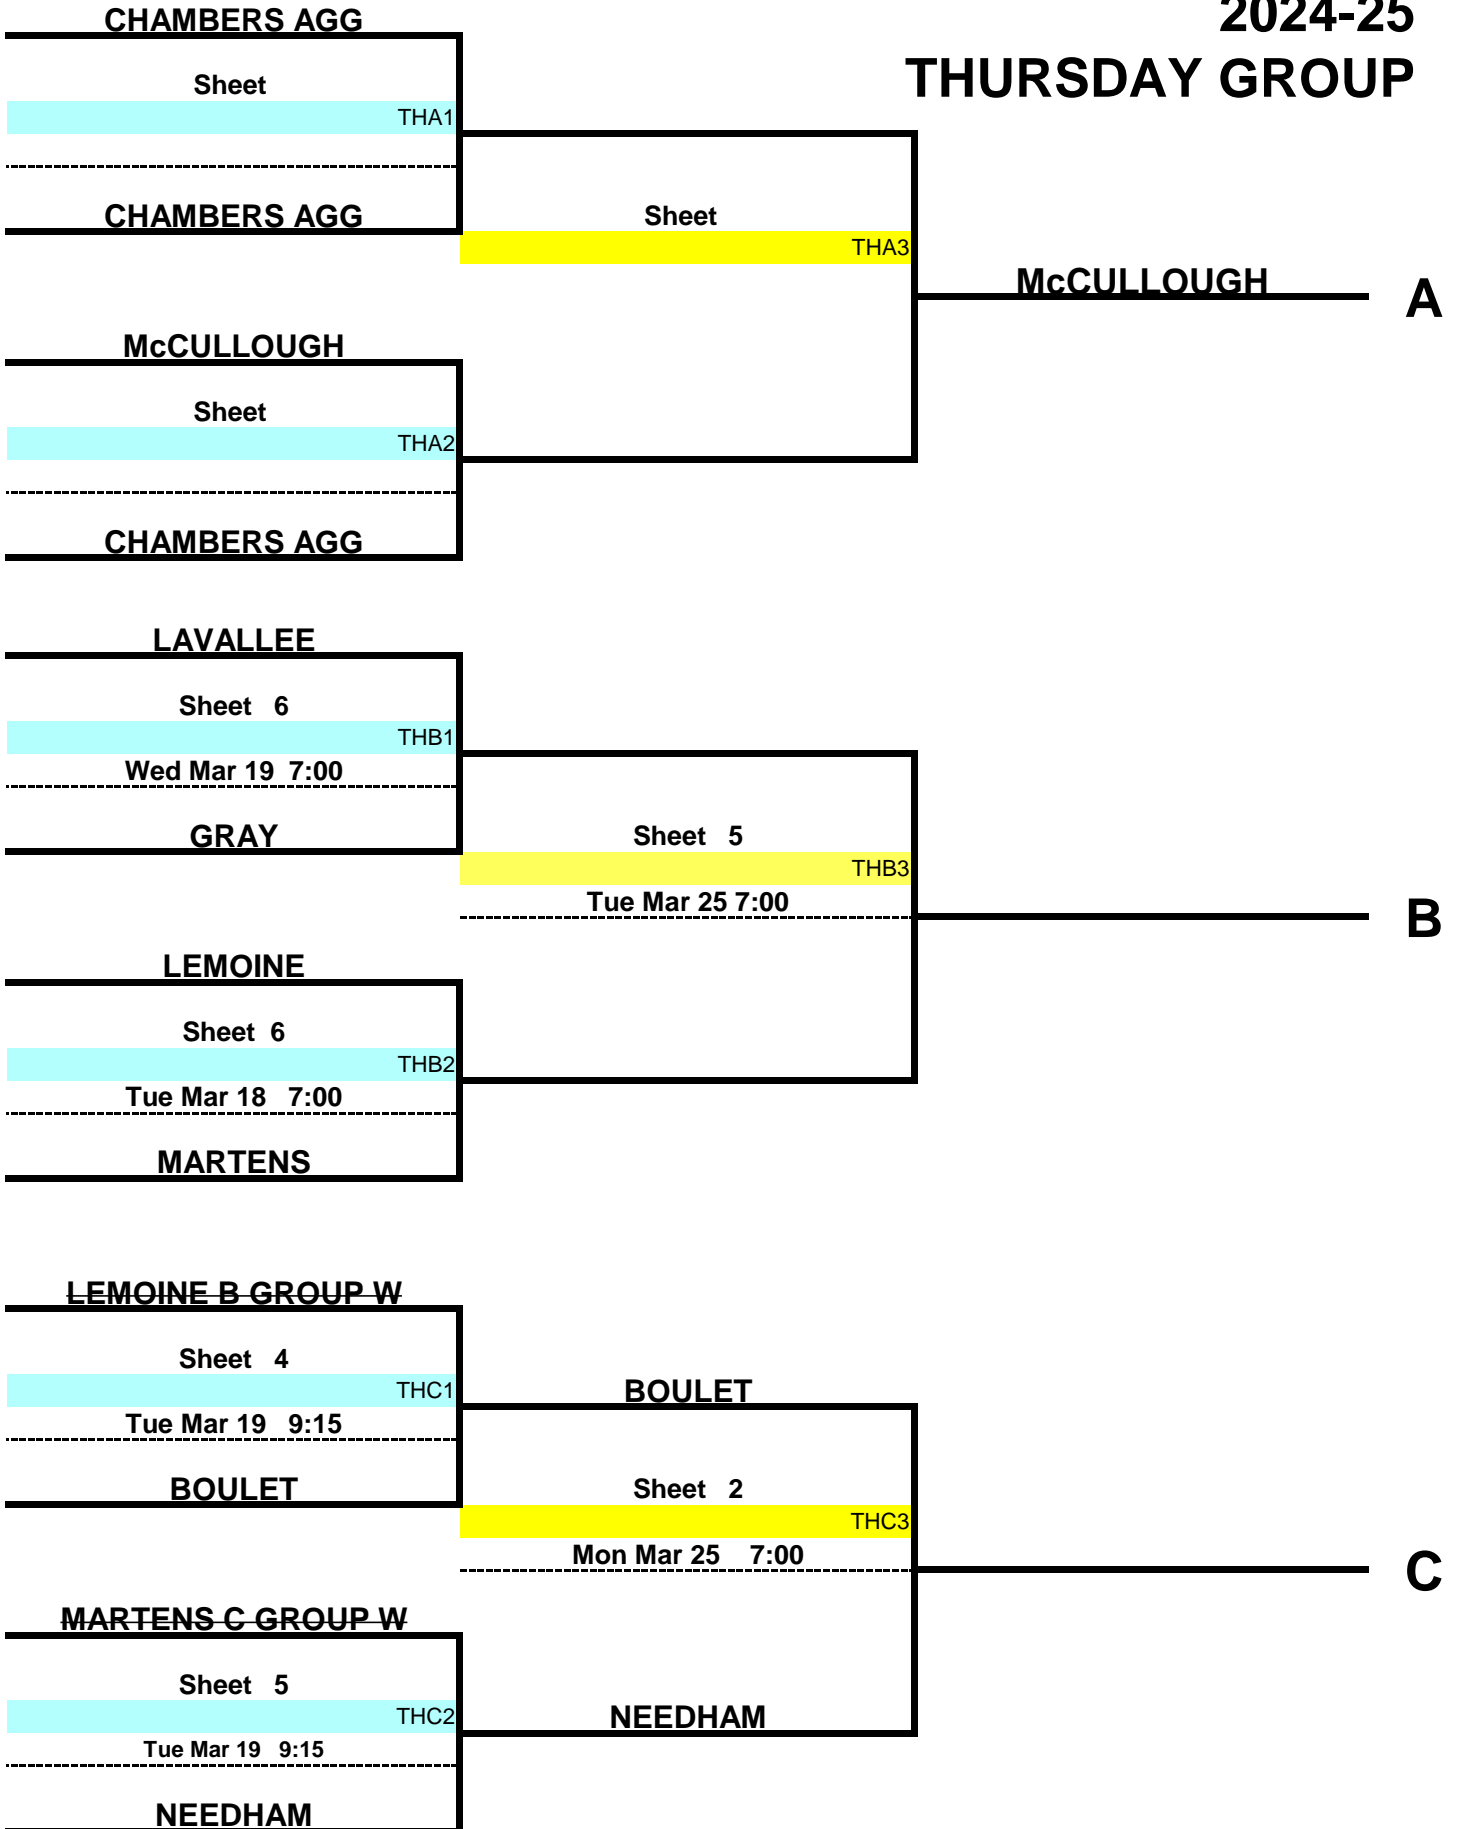 2024-25
THURSDAY GROUP
CHAMBERS AGG
Sheet
THA1
CHAMBERS AGG
Sheet
THA3
McCULLOUGH
A
McCULLOUGH
Sheet
THA2
CHAMBERS AGG
LAVALLEE
Sheet 6
THB1
Wed Mar 19 7:00
GRAY
Sheet 5
THB3
Tue Mar 25 7:00
B
LEMOINE
Sheet 6
THB2
Tue Mar 18 7:00
MARTENS
LEMOINE B GROUP W
Sheet 4
THC1
BOULET
Tue Mar 19 9:15
BOULET
Sheet 2
THC3
Mon Mar 25 7:00
C
MARTENS C GROUP W
Sheet 5
THC2
NEEDHAM
Tue Mar 19 9:15
NEEDHAM